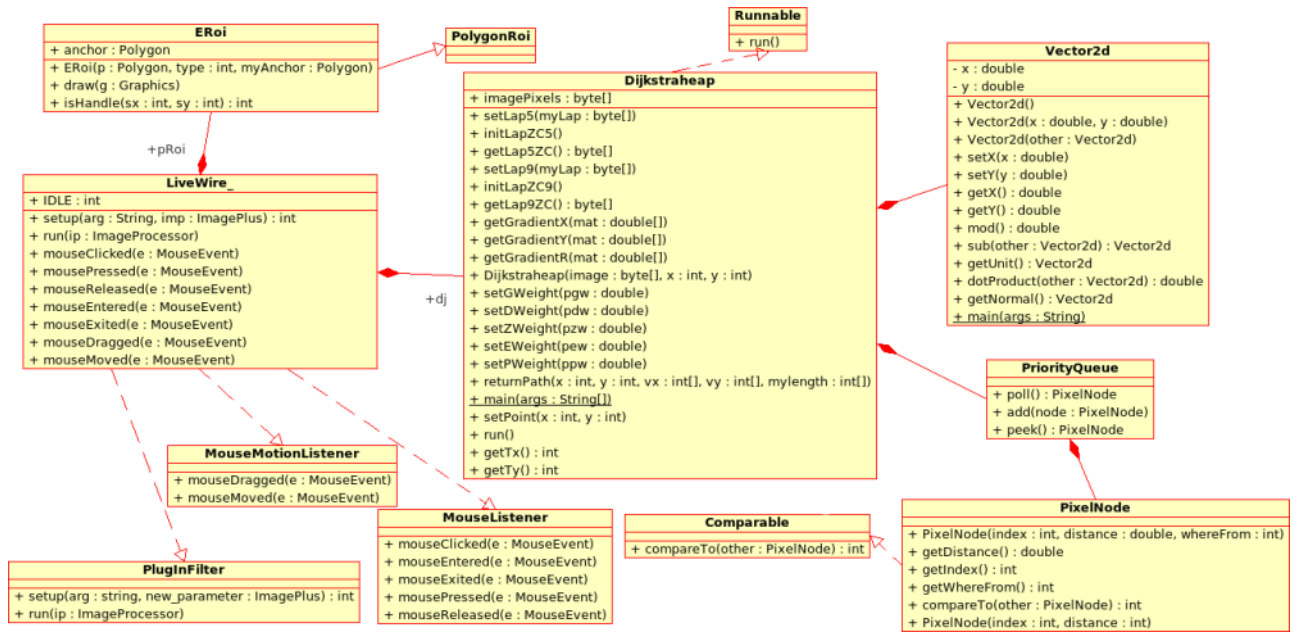 ERoi
+ anchor : Polygon
+ ERoi(p : Polygon, type : int, myAnchor : Polygon)
+ draw(g : Graphics)
+ isHandle(sx : int, sy : int) : int
PolygonRoi
Runnable
+ run()
+pRoi
LiveWire_
+ IDLE : int
+ setup(arg : String, imp : ImagePlus) : int
+ run(ip : ImageProcessor)
+ mouseClicked(e : MouseEvent)
+ mousePressed(e : MouseEvent)
+ mouseReleased(e : MouseEvent)
+ mouseEntered(e : MouseEvent)
+ mouseExited(e : MouseEvent)
+ mouseDragged(e : MouseEvent)
+ mouseMoved(e : MouseEvent)
+dj
Dijkstraheap
+ imagePixels : byte[]
+ setLap5(myLap : byte[])
+ initLapZC5()
+ getLap5ZC() : byte[]
+ setLap9(myLap : byte[])
+ initLapZC9()
+ getLap9ZC() : byte[]
+ getGradientX(mat : double[])
+ getGradientY(mat : double[])
+ getGradientR(mat : double[])
+ Dijkstraheap(image : byte[], x : int, y : int)
+ setGWeight(pgw : double)
+ setDWeight(pdw : double)
+ setZWeight(pzw : double)
+ setEWeight(pew : double)
+ setPWeight(ppw : double)
+ returnPath(x : int, y : int, vx : int[], vy : int[], mylength : int[])
+ main(args : String[])
+ setPoint(x : int, y : int)
+ run()
+ getTx() : int
+ getTy() : int
Vector2d
- x : double
- y : double
+ Vector2d()
+ Vector2d(x : double, y : double)
+ Vector2d(other : Vector2d)
+ setX(x : double)
+ setY(y : double)
+ getX() : double
+ getY() : double
+ mod() : double
+ sub(other : Vector2d) : Vector2d
+ getUnit() : Vector2d
+ dotProduct(other : Vector2d) : double
+ getNormal() : Vector2d
+ main(args : String)
PriorityQueue
+ poll() : PixelNode
+ add(node : PixelNode)
+ peek() : PixelNode
MouseMotionListener
+ mouseDragged(e : MouseEvent)
+ mouseMoved(e : MouseEvent)
PlugInFilter
+ setup(arg : string, new_parameter : ImagePlus) : int
+ run(ip : ImageProcessor)
MouseListener
+ mouseClicked(e : MouseEvent)
+ mouseEntered(e : MouseEvent)
+ mouseExited(e : MouseEvent)
+ mousePressed(e : MouseEvent)
+ mouseReleased(e : MouseEvent)
Comparable
+ compareTo(other : PixelNode) : int
PixelNode
+ PixelNode(index : int, distance : double, whereFrom : int)
+ getDistance() : double
+ getIndex() : int
+ getWhereFrom() : int
+ compareTo(other : PixelNode) : int
+ PixelNode(index : int, distance : int)